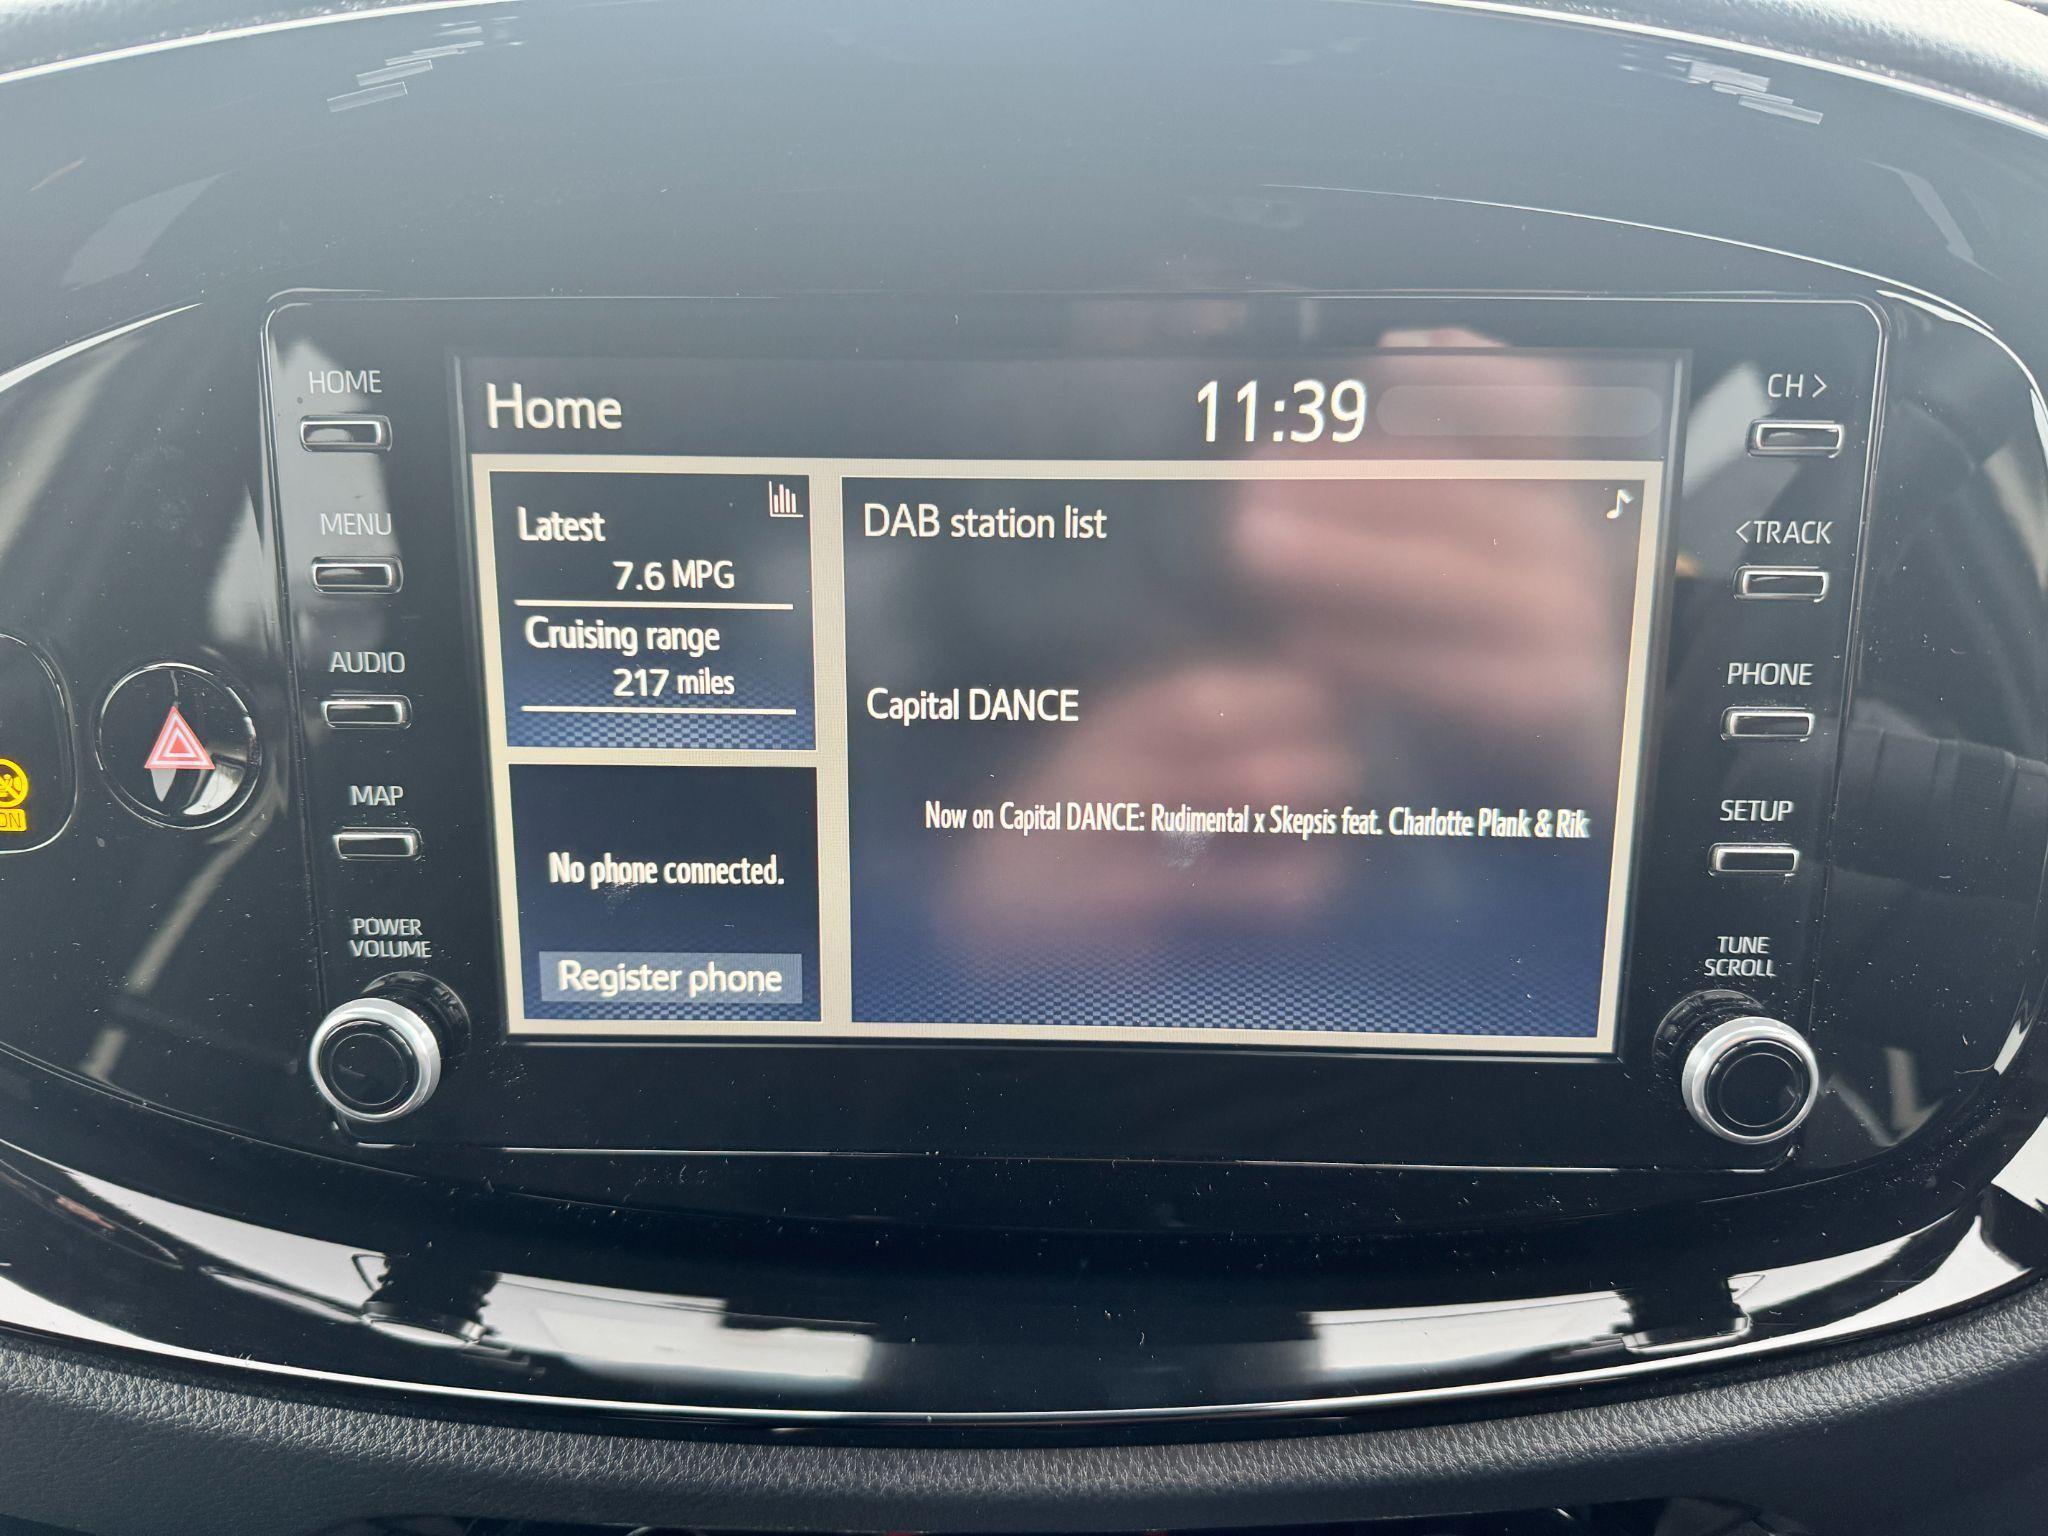 HOME
MENU
AUDIO
MAP
POWER
VOLUME
Home
11:39
Latest
7.6 MPG
Cruising range
217 miles
No phone connected.
Register phone
DAB station list
Capital DANCE
Now on Capital DANCE: Rudimental x Skepsis feat. Charlotte Plank & Rik
CH >
<TRACK
PHONE
SETUP
TUNE
SCROLL
ON